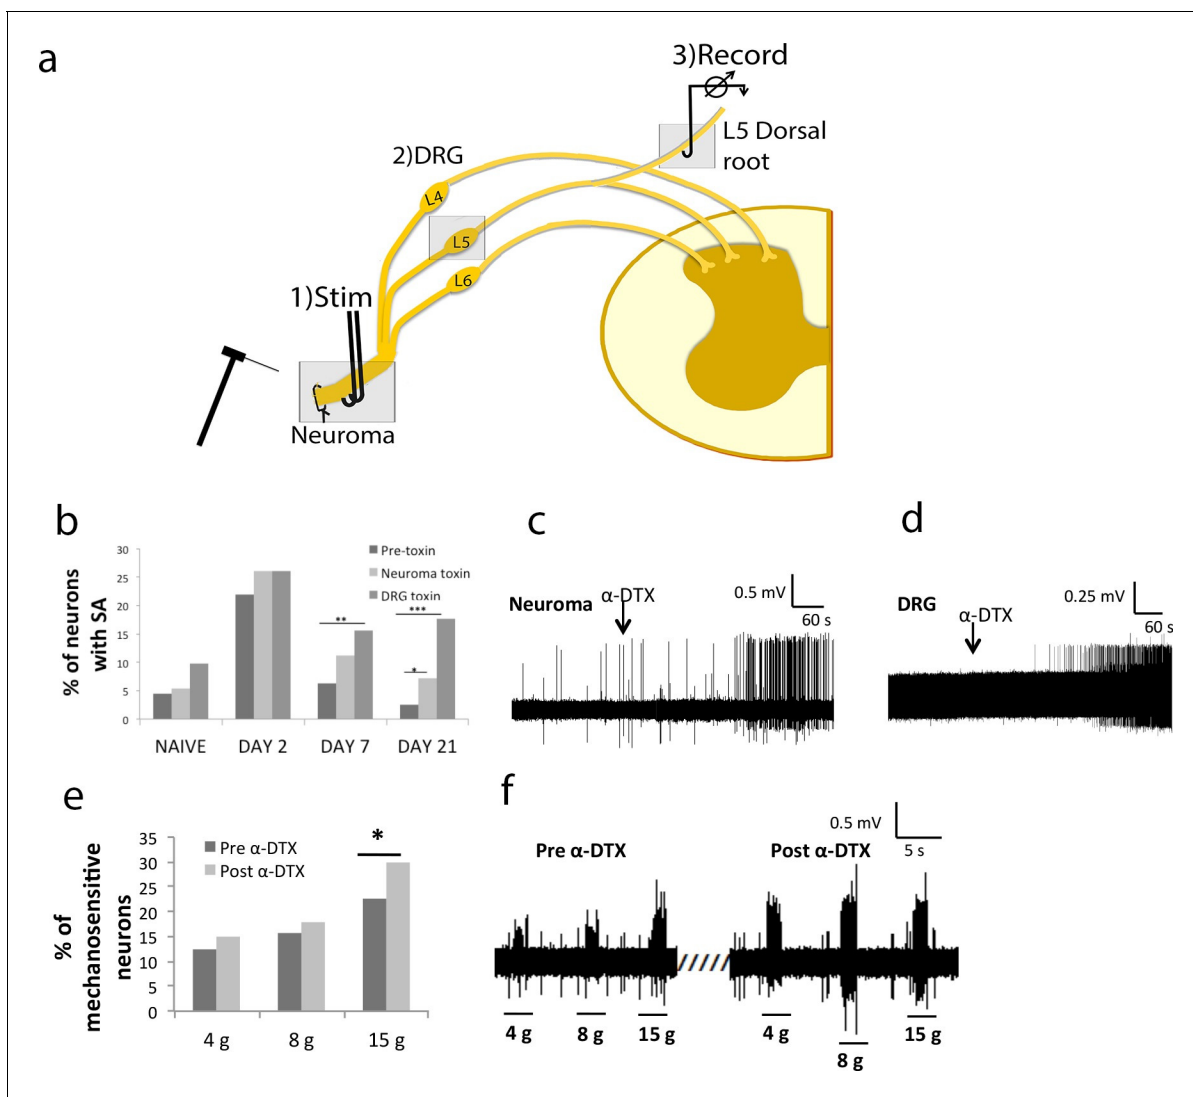 a
3)Record
L5 Dorsal
root
2)DRG
L4
L5
L6
1)Stim
Neuroma
b
% of neurons
with SA
30
25
20
15
10
5
0
Pre-toxin
Neuroma toxin
DRG toxin
**
***
*
NAIVE DAY 2 DAY 7 DAY 21
c
Neuroma
α-DTX
0.5 mV
60 s
d
DRG
α-DTX
0.25 mV
60 s
e
% of
mechanosensitive
neurons
35
30
25
20
15
10
5
0
Pre α-DTX
Post α-DTX
*
4 g 8 g 15 g
f
0.5 mV
5 s
Pre α-DTX Post α-DTX
4 g 8 g 15 g 4 g 8 g 15 g